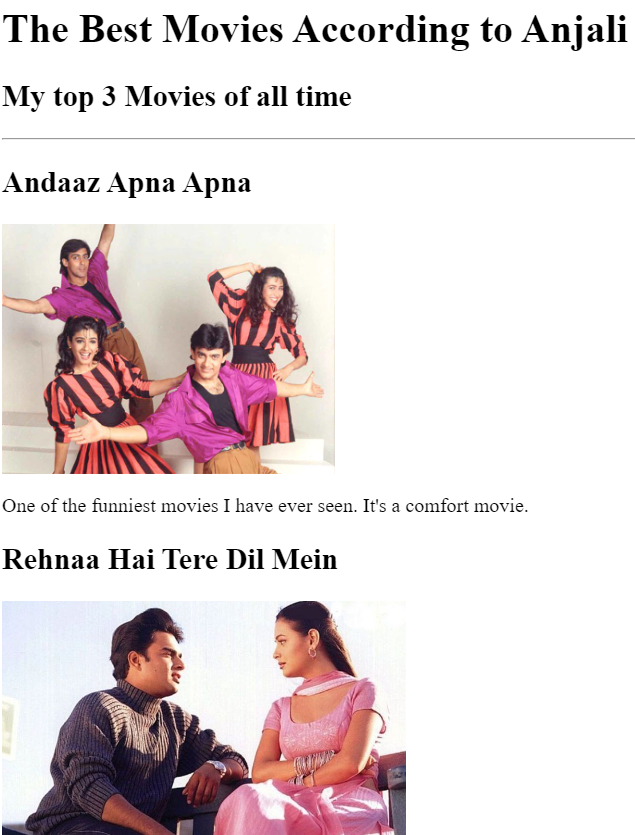 The Best Movies According to Anjali
My top 3 Movies of all time
Andaaz Apna Apna
One of the funniest movies I have ever seen. It's a comfort movie.
Rehnaa Hai Tere Dil Mein